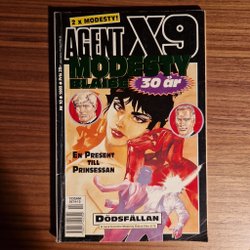 2 x MODESTY!
AGENT X9
MODESTY
BLAISE
30 år
EN PRESENT
TILL
PRINSESSAN
DÖDSFÄLLAN